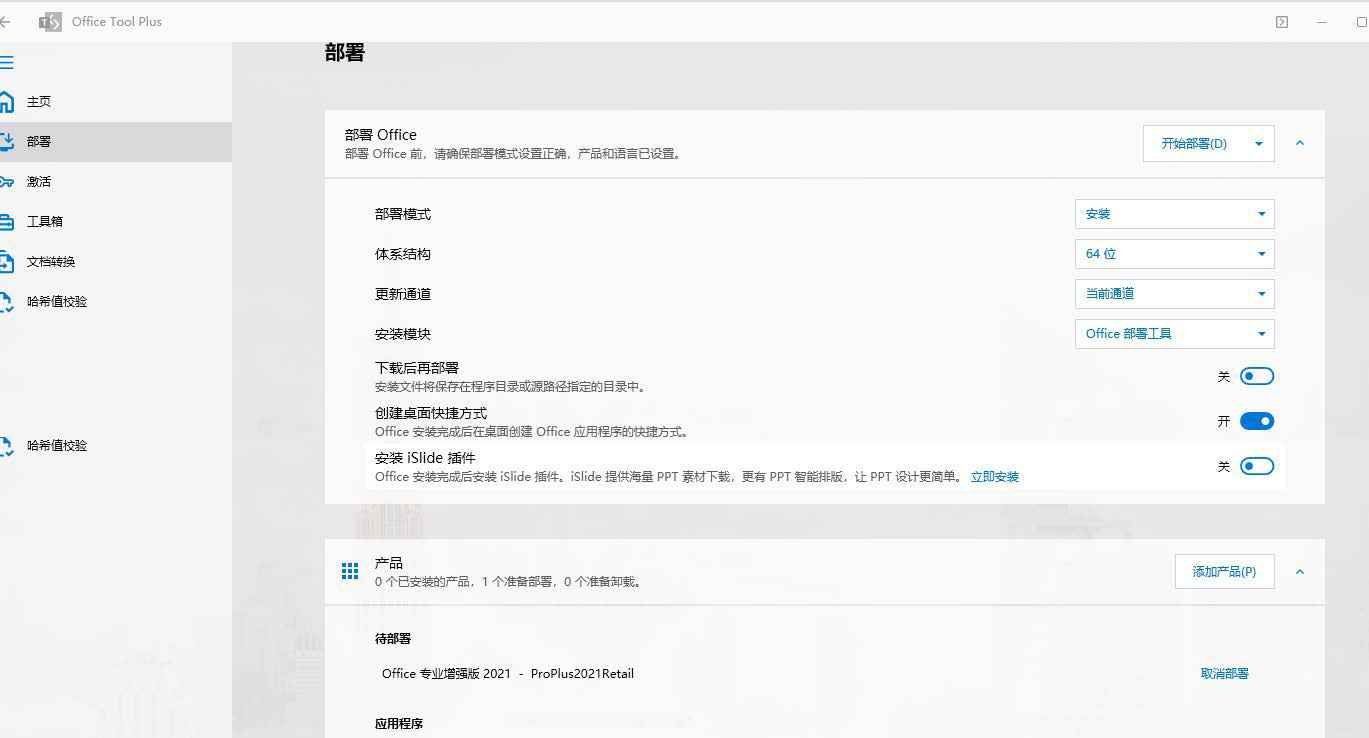 Office Tool Plus
主页
部署
激活
工具箱
文档转换
哈希值校验
哈希值校验
部署
部署 Office
部署 Office 前，请确保部署模式设置正确，产品和语言已设置。
开始部署(D)
部署模式
安装
体系结构
64 位
更新通道
当前通道
安装模块
Office 部署工具
下载后再部署
安装文件将保存在程序目录或源路径指定的目录中。
关
创建桌面快捷方式
Office 安装完成后在桌面创建 Office 应用程序的快捷方式。
开
安装 iSlide 插件
Office 安装完成后安装 iSlide 插件。iSlide 提供海量 PPT 素材下载，更有 PPT 智能排版，让 PPT 设计更简单。 立即安装
关
产品
0 个已安装的产品，1 个准备部署，0 个准备卸载。
添加产品(P)
待部署
Office 专业增强版 2021 - ProPlus2021Retail
取消部署
应用程序